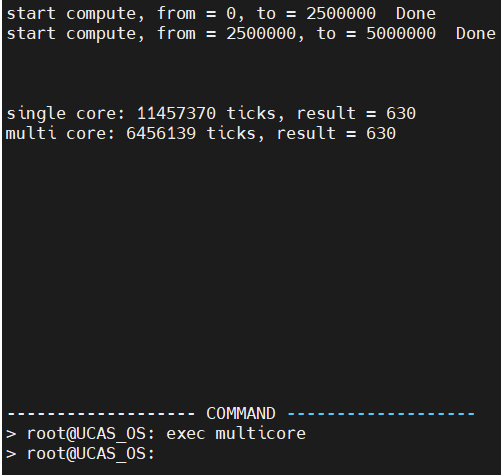 start compute, from = 0, to = 2500000  Done
start compute, from = 2500000, to = 5000000  Done
single core: 11457370 ticks, result = 630
multi core: 6456139 ticks, result = 630
------------------- COMMAND -------------------
> root@UCAS_OS: exec multicore
> root@UCAS_OS: